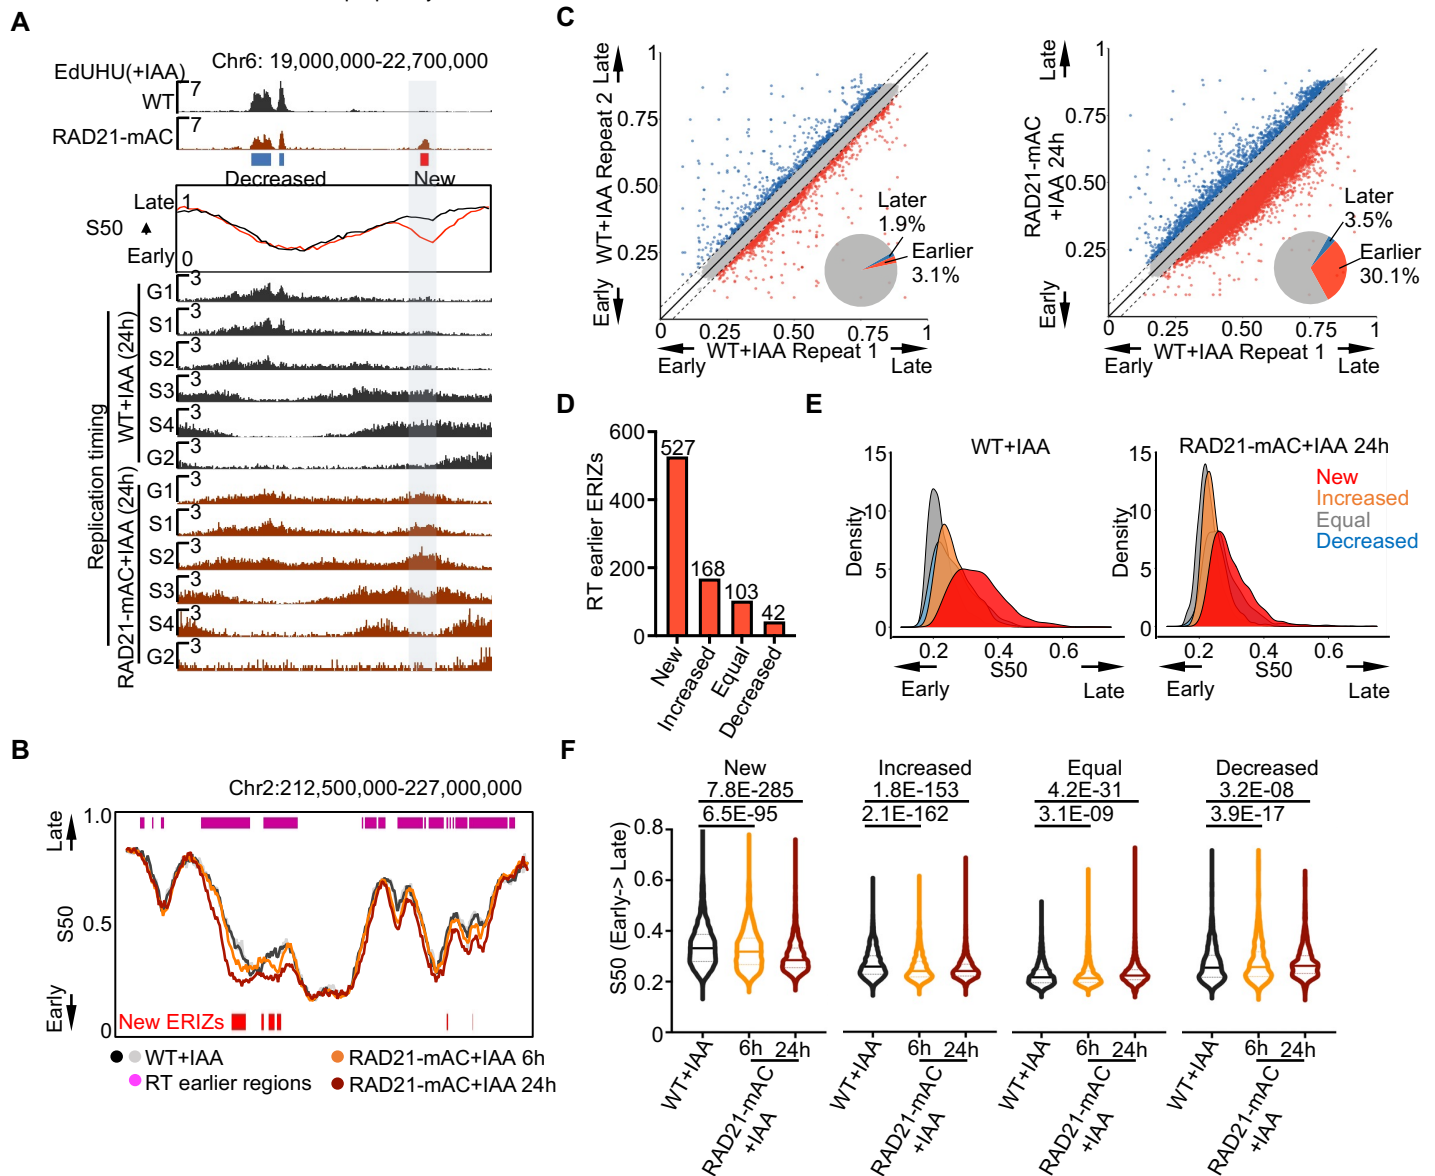 A
Chr6: 19,000,000-22,700,000
EdUHU(+IAA)
WT
7
RAD21-mAC
7
Decreased
New
Late
1
S50
Early
0
Replication timing
WT+IAA (24h)
G1
3
S1
3
S2
3
S3
3
S4
3
G2
3
RAD21-mAC+IAA (24h)
G1
3
S1
3
S2
3
S3
3
S4
3
G2
3
B
Chr2:212,500,000-227,000,000
Late
1.0
S50
0.5
Early
0
New ERIZs
WT+IAA
RAD21-mAC+IAA 6h
RT earlier regions
RAD21-mAC+IAA 24h
C
Early
WT+IAA Repeat 2
Late
1
0.75
0.50
0.25
0
0.25
0.50
0.75
1
Later
1.9%
Earlier
3.1%
WT+IAA Repeat 1
Early
Late
Early
RAD21-mAC
+IAA 24h
Late
1
0.75
0.50
0.25
0
0.25
0.50
0.75
1
Later
3.5%
Earlier
30.1%
WT+IAA Repeat 1
Early
Late
D
RT earlier ERIZs
600
400
200
0
527
168
103
42
New
Increased
Equal
Decreased
E
WT+IAA
Density
15
10
5
0
0.2
0.4
0.6
S50
Early
Late
RAD21-mAC+IAA 24h
Density
15
10
5
0
New
Increased
Equal
Decreased
0.2
0.4
0.6
S50
Early
Late
F
New
7.8E-285
6.5E-95
Increased
1.8E-153
2.1E-162
Equal
4.2E-31
3.1E-09
Decreased
3.2E-08
3.9E-17
S50 (Early-> Late)
0.8
0.6
0.4
0.2
0
WT+IAA
6h
24h
RAD21-mAC
+IAA
WT+IAA
6h
24h
RAD21-mAC
+IAA
WT+IAA
6h
24h
RAD21-mAC
+IAA
WT+IAA
6h
24h
RAD21-mAC
+IAA